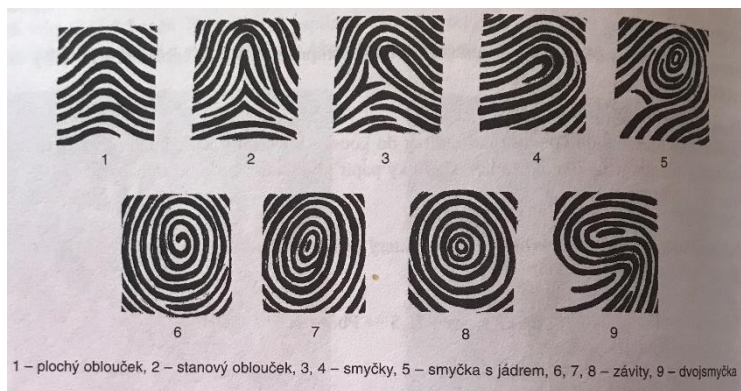 1 2 3 4 5
6 7 8 9
1 – plochý oblouček, 2 – stanový oblouček, 3, 4 – smyčky, 5 – smyčka s jádrem, 6, 7, 8 – závity, 9 – dvojsmyčka